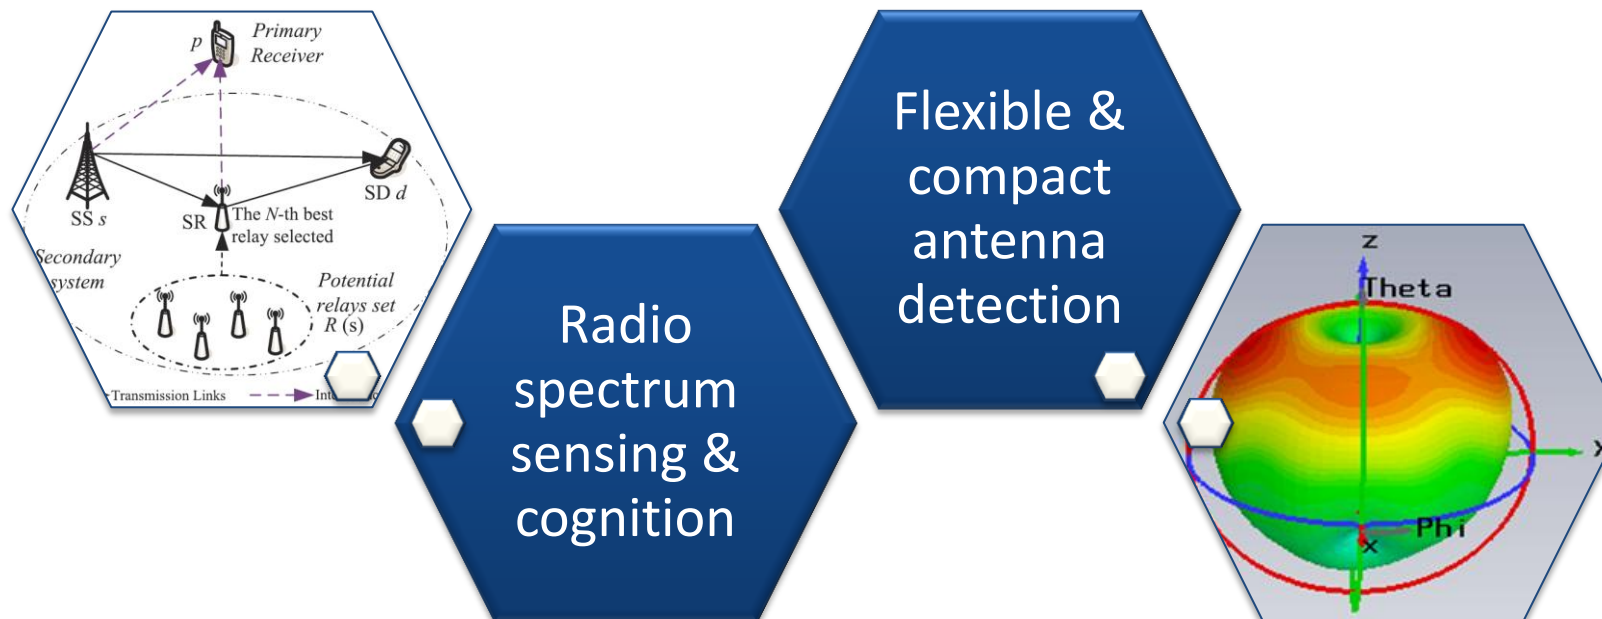 p
Primary
Receiver
SS s
SR
The N-th best
relay selected
SD d
Secondary
system
Potential
relays set
R (s)
Transmission Links
Radio
spectrum
sensing &
cognition
Flexible &
compact
antenna
detection
z
Theta
x
Phi
x